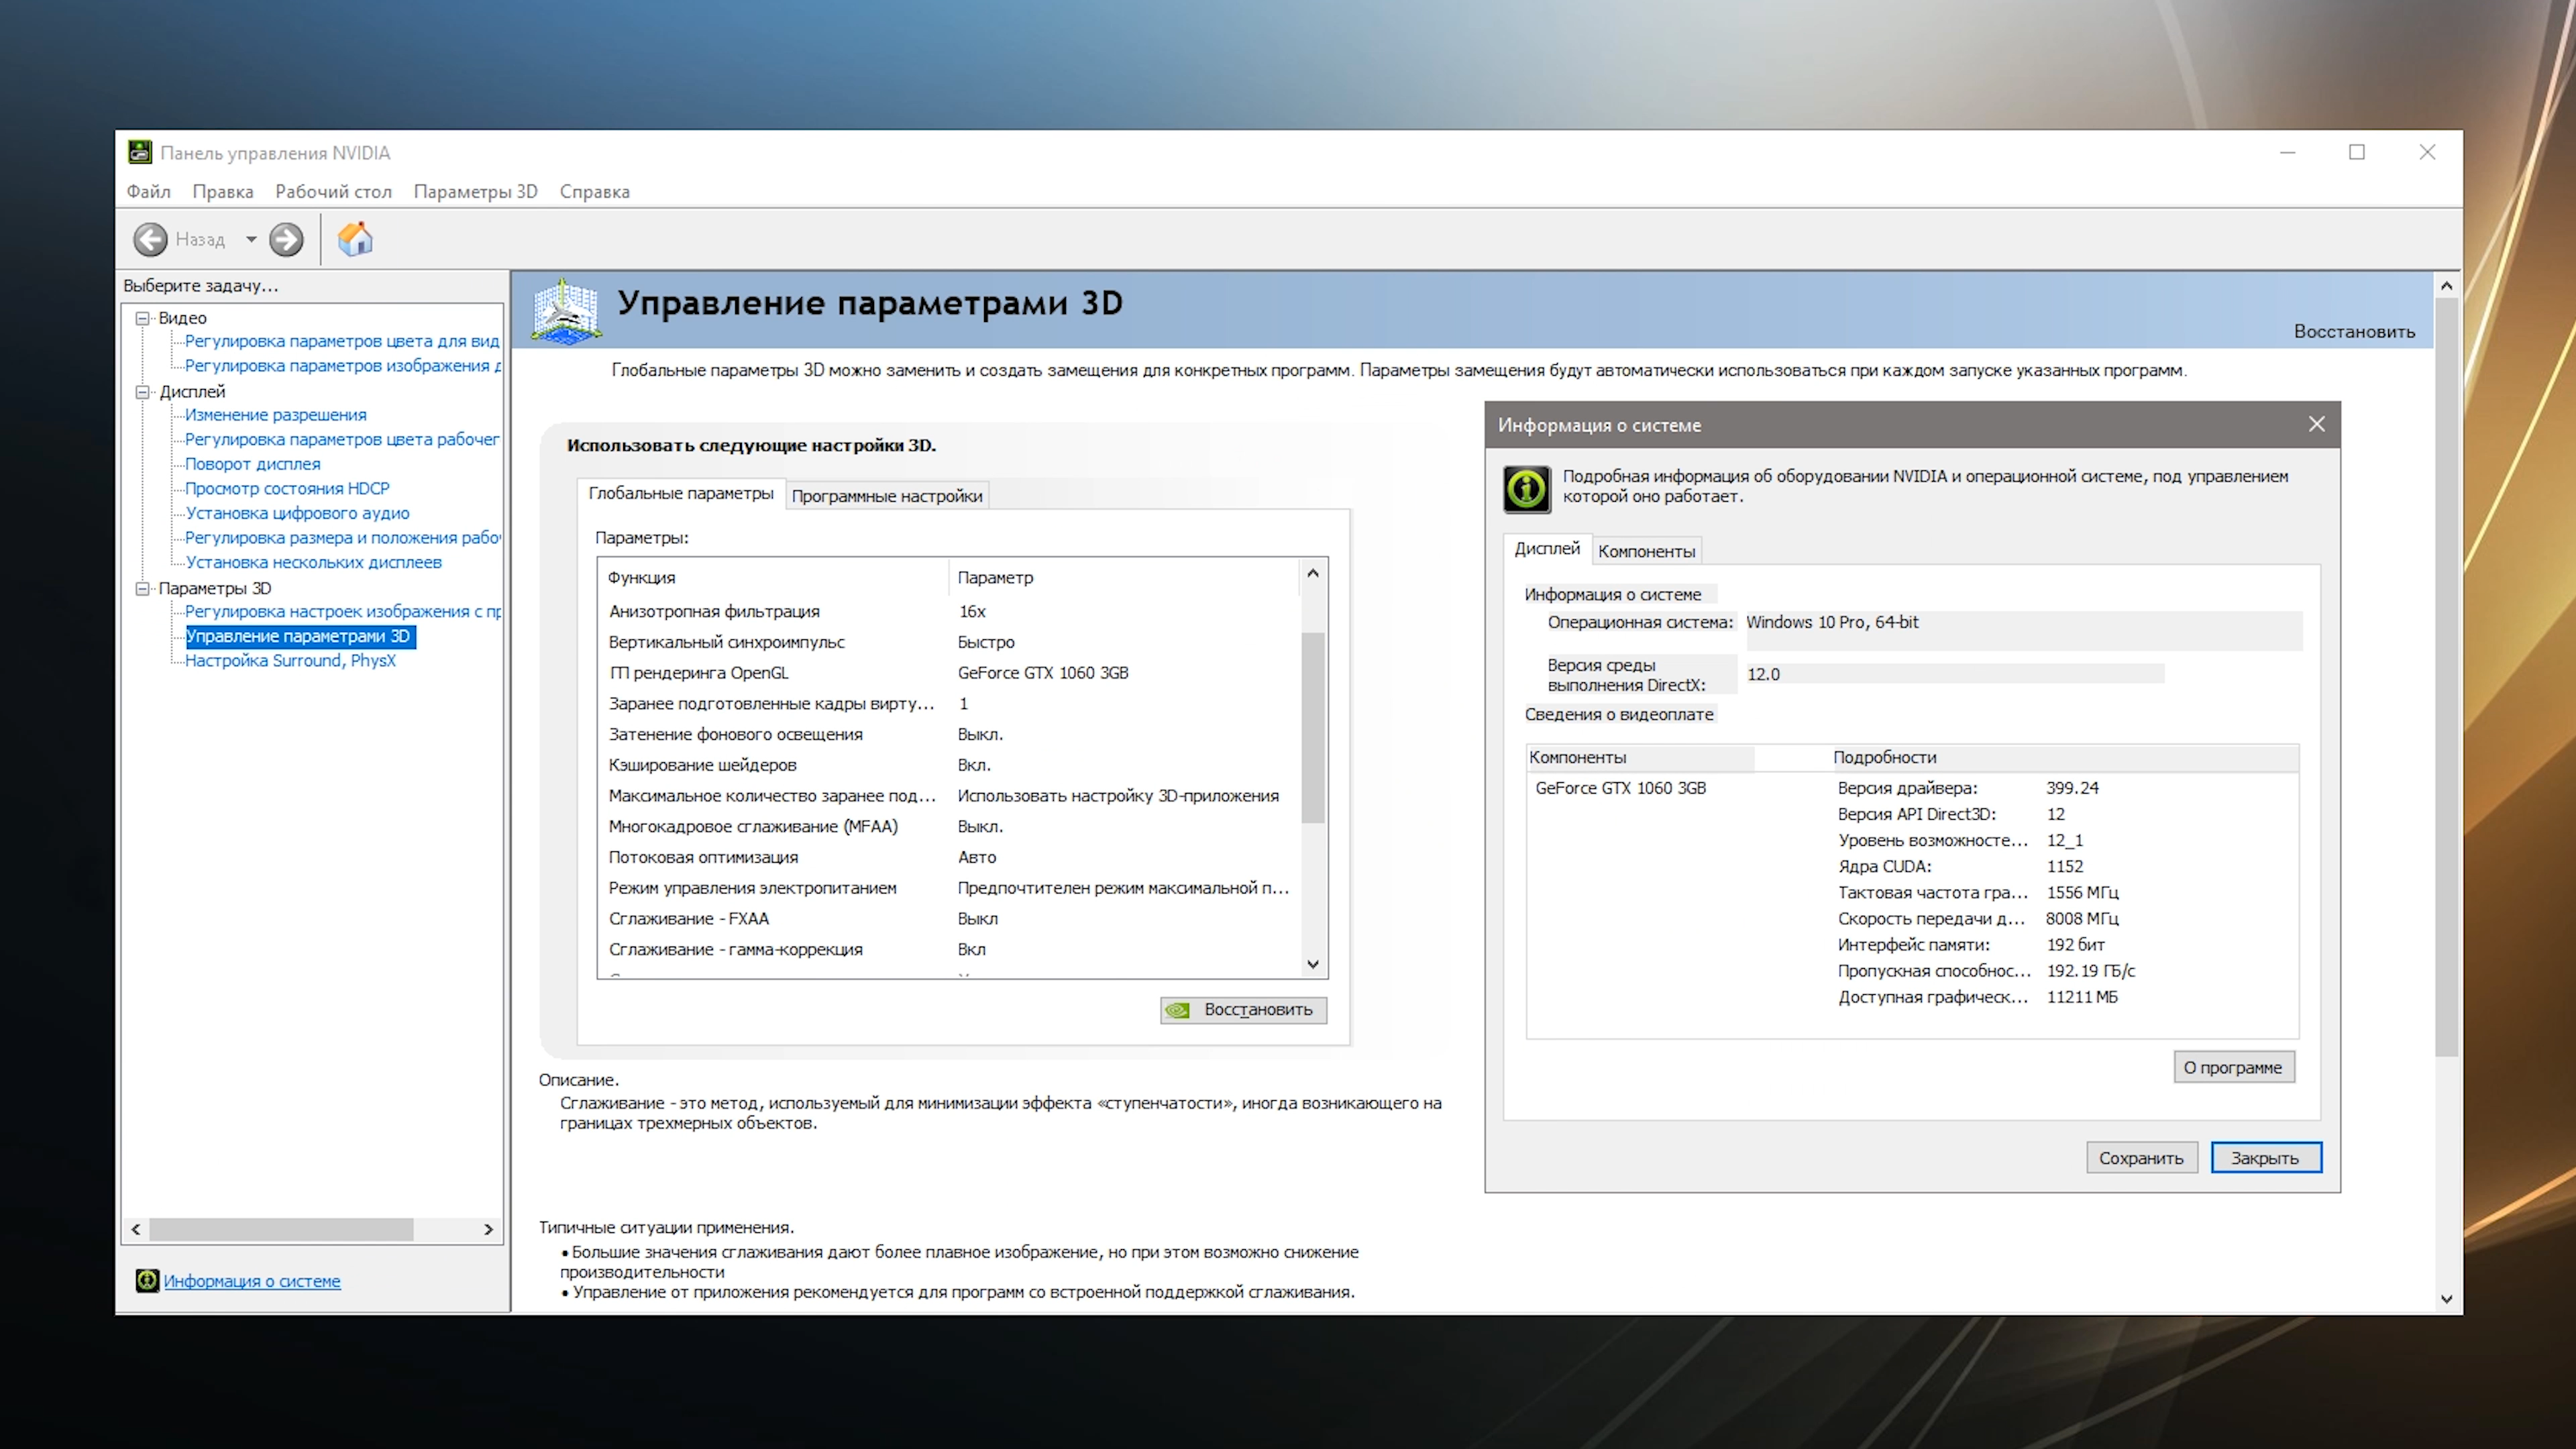 Панель управления NVIDIA
Файл Правка Рабочий стол Параметры 3D Справка
Назад
Выберите задачу...
Видео
Регулировка параметров цвета для вид
Регулировка параметров изображения д
Дисплей
Изменение разрешения
Регулировка параметров цвета рабочег
Поворот дисплея
Просмотр состояния HDCP
Установка цифрового аудио
Регулировка размера и положения рабоч
Установка нескольких дисплеев
Параметры 3D
Регулировка настроек изображения с пр
Управление параметрами 3D
Настройка Surround, PhysX
Информация о системе
Управление параметрами 3D
Восстановить
Глобальные параметры 3D можно заменить и создать замещения для конкретных программ. Параметры замещения будут автоматически использоваться при каждом запуске указанных программ.
Использовать следующие настройки 3D.
Глобальные параметры Программные настройки
Параметры:
Функция Параметр
Анизотропная фильтрация 16x
Вертикальный синхроимпульс Быстро
ГП рендеринга OpenGL GeForce GTX 1060 3GB
Заранее подготовленные кадры вирту... 1
Затенение фонового освещения Выкл.
Кэширование шейдеров Вкл.
Максимальное количество заранее под... Использовать настройку 3D-приложения
Многокадровое сглаживание (MFAA) Выкл.
Потоковая оптимизация Авто
Режим управления электропитанием Предпочтителен режим максимальной п...
Сглаживание - FXAA Выкл
Сглаживание - гамма-коррекция Вкл
Восстановить
Описание.
Сглаживание - это метод, используемый для минимизации эффекта «ступенчатости», иногда возникающего на
границах трехмерных объектов.
Типичные ситуации применения.
• Большие значения сглаживания дают более плавное изображение, но при этом возможно снижение
производительности
• Управление от приложения рекомендуется для программ со встроенной поддержкой сглаживания.
Информация о системе
Подробная информация об оборудовании NVIDIA и операционной системе, под управлением
которой оно работает.
Дисплей Компоненты
Информация о системе
Операционная система: Windows 10 Pro, 64-bit
Версия среды
выполнения DirectX: 12.0
Сведения о видеоплате
Компоненты Подробности
GeForce GTX 1060 3GB Версия драйвера: 399.24
Версия API Direct3D: 12
Уровень возможносте... 12_1
Ядра CUDA: 1152
Тактовая частота гра... 1556 МГц
Скорость передачи д... 8008 МГц
Интерфейс памяти: 192 бит
Пропускная способнос... 192.19 ГБ/с
Доступная графическ... 11211 МБ
О программе
Сохранить Закрыть